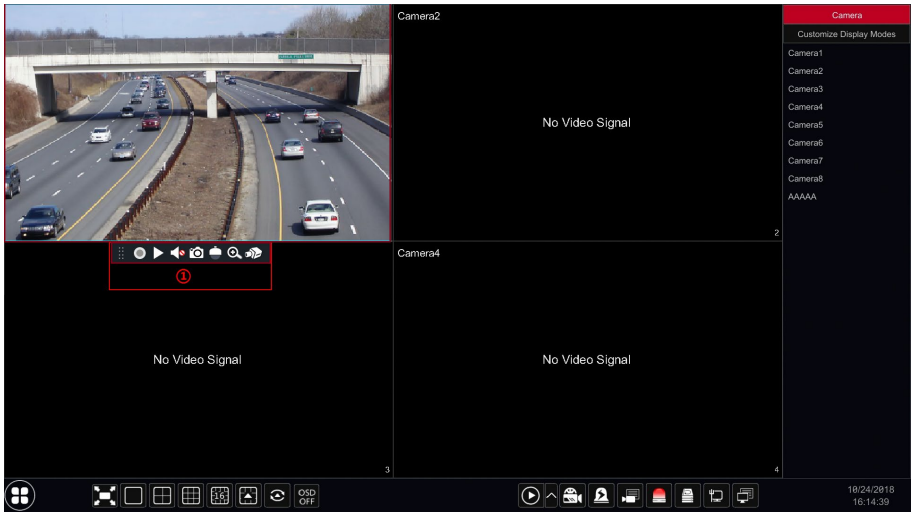 Camera2
No Video Signal
2
①
No Video Signal
3
Camera4
No Video Signal
4
Camera
Customize Display Modes
Camera1
Camera2
Camera3
Camera4
Camera5
Camera6
Camera7
Camera8
AAAAA
16
OSD
OFF
10/24/2018
16:14:39